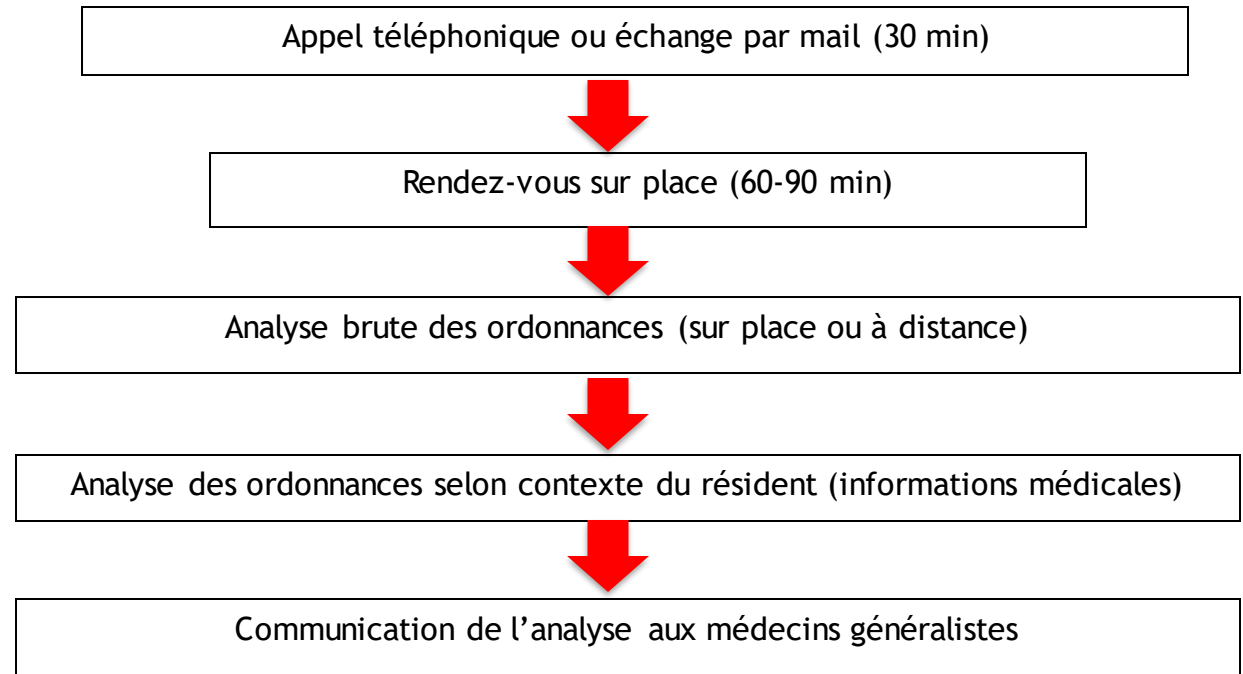 Appel téléphonique ou échange par mail (30 min)
Rendez-vous sur place (60-90 min)
Analyse brute des ordonnances (sur place ou à distance)
Analyse des ordonnances selon contexte du résident (informations médicales)
Communication de l’analyse aux médecins généralistes